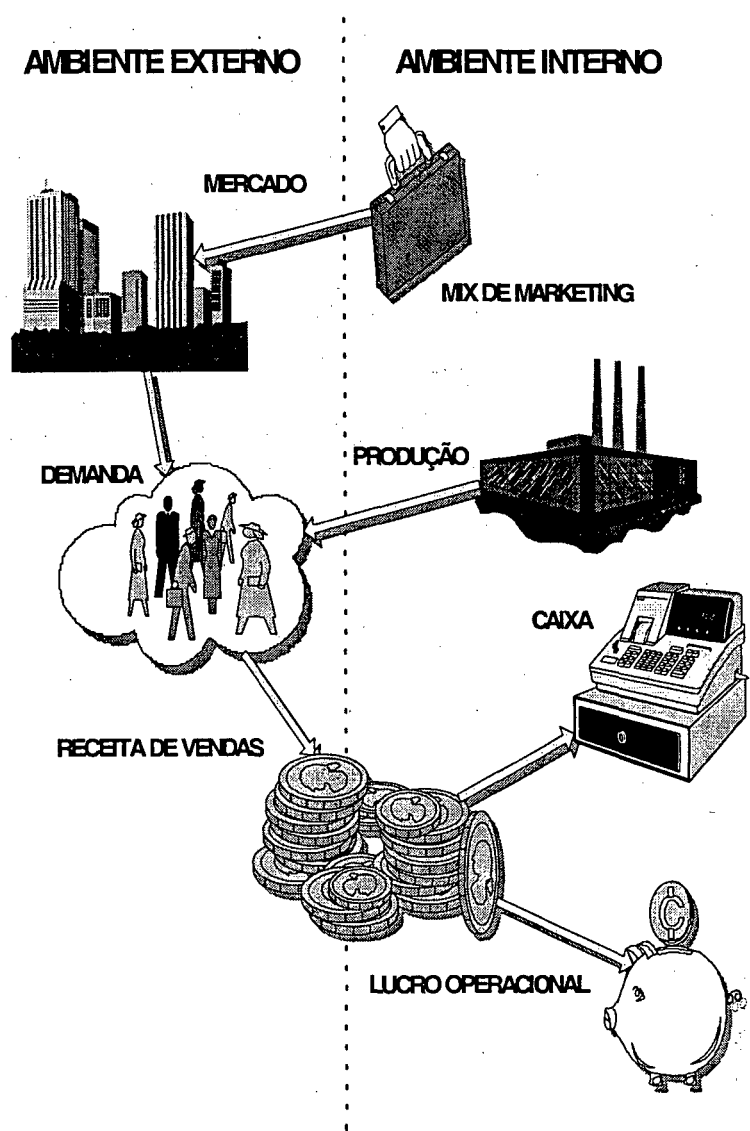 AMBIENTE EXTERNO
AMBIENTE INTERNO
MERCADO
MIX DE MARKETING
PRODUÇÃO
DEMANDA
CAIXA
RECEITA DE VENDAS
LUCRO OPERACIONAL